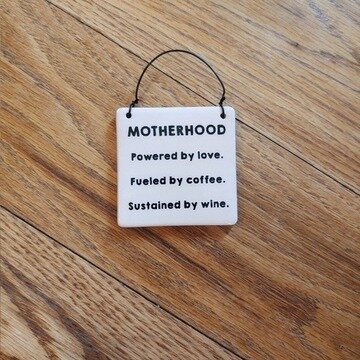 MOTHERHOOD
Powered by love.
Fueled by coffee.
Sustained by wine.